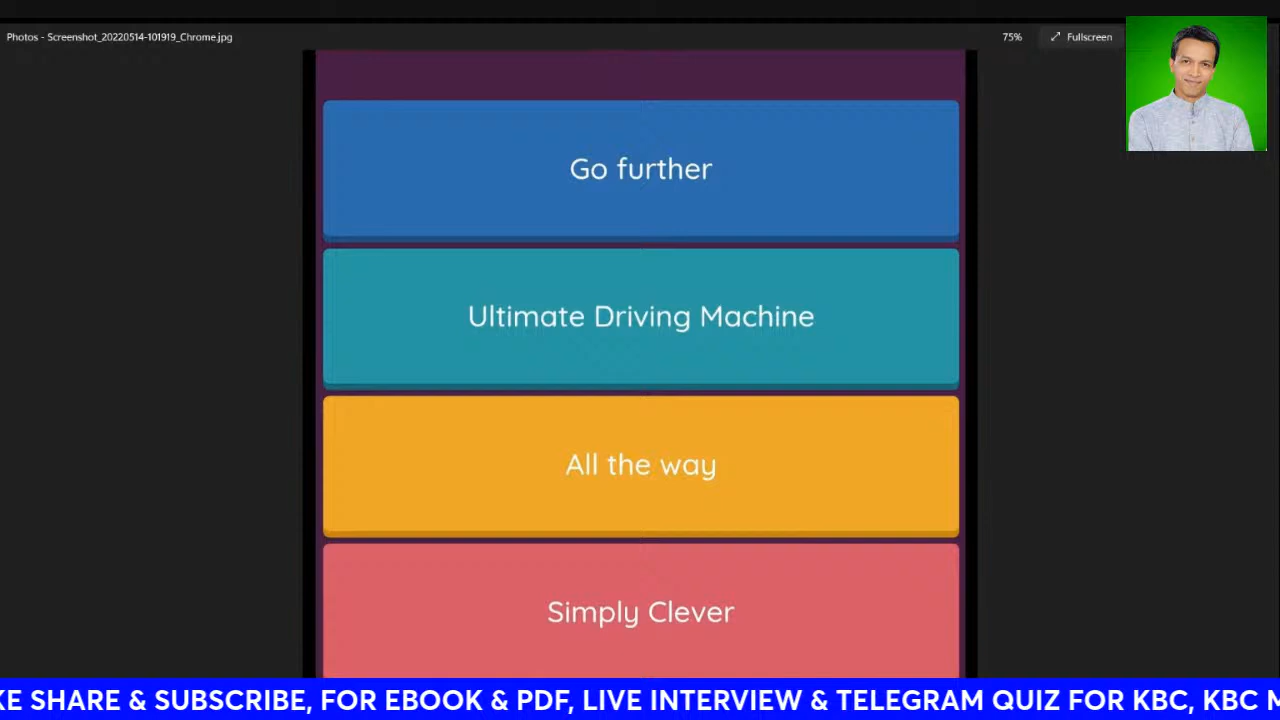 Photos - Screenshot_20220514-101919_Chrome.jpg
75%
Fullscreen
Go further
Ultimate Driving Machine
All the way
Simply Clever
KE SHARE & SUBSCRIBE, FOR EBOOK & PDF, LIVE INTERVIEW & TELEGRAM QUIZ FOR KBC, KBC M